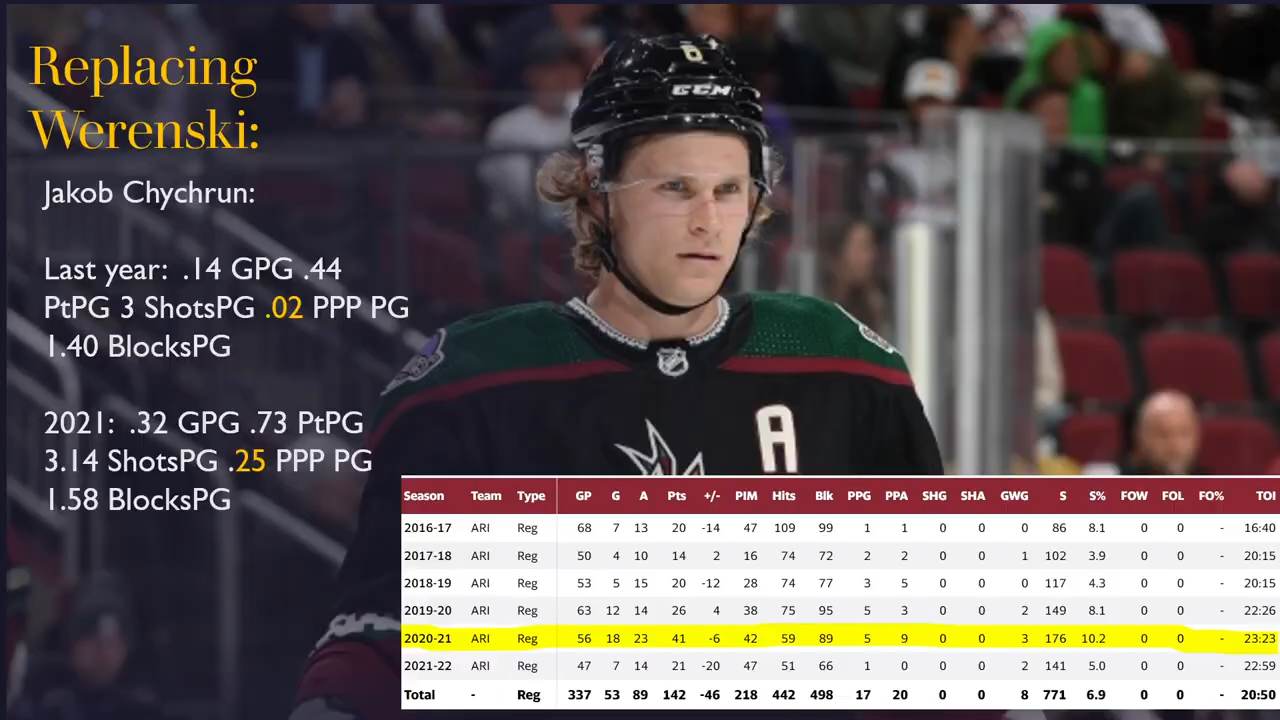 Replacing
Werenski:
Jakob Chychrun:
Last year: .14 GPG .44
PtPG 3 ShotsPG .02 PPP PG
1.40 BlocksPG
2021: .32 GPG .73 PtPG
3.14 ShotsPG .25 PPP PG
1.58 BlocksPG
6
CCM
A
Season Team Type GP G A Pts +/- PIM Hits Blk PPG PPA SHG SHA GWG S S% FOW FOL FO% TOI
2016-17 ARI Reg 68 7 13 20 -14 47 109 99 1 1 0 0 0 86 8.1 0 0 - 16:40
2017-18 ARI Reg 50 4 10 14 2 16 74 72 2 2 0 0 1 102 3.9 0 0 - 20:15
2018-19 ARI Reg 53 5 15 20 -12 28 74 77 3 5 0 0 0 117 4.3 0 0 - 20:15
2019-20 ARI Reg 63 12 14 26 4 38 75 95 5 3 0 0 2 149 8.1 0 0 - 22:26
2020-21 ARI Reg 56 18 23 41 -6 42 59 89 5 9 0 0 3 176 10.2 0 0 - 23:23
2021-22 ARI Reg 47 7 14 21 -20 47 51 66 1 0 0 0 2 141 5.0 0 0 - 22:59
Total - Reg 337 53 89 142 -46 218 442 498 17 20 0 0 8 771 6.9 0 0 - 20:50